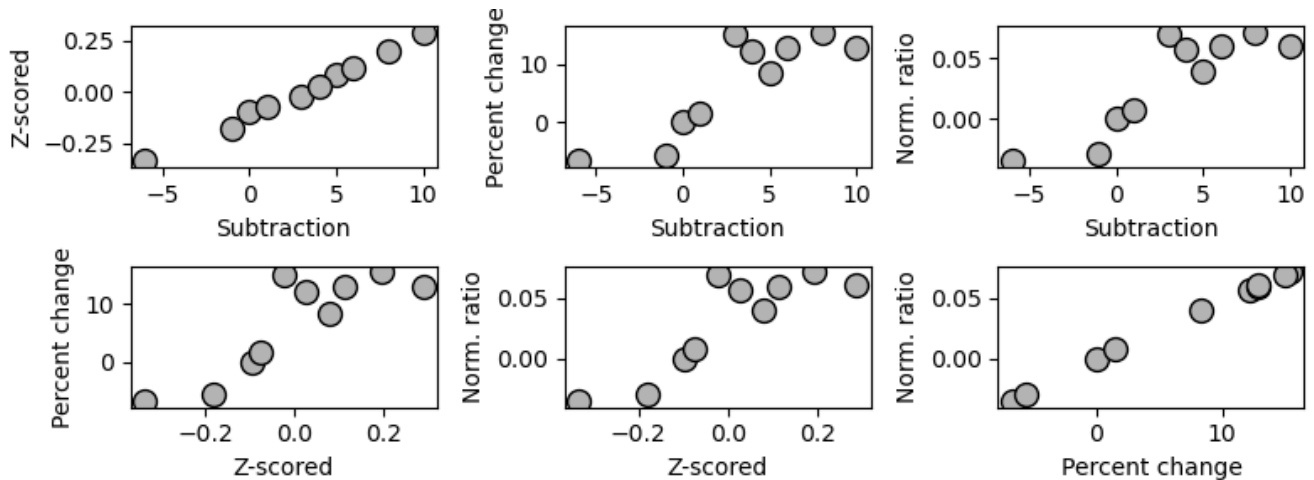 Z-scored
0.25
0.00
−0.25
−5 0 5 10
Subtraction
Percent change
10
0
−5 0 5 10
Subtraction
Norm. ratio
0.05
0.00
−5 0 5 10
Subtraction
Percent change
10
0
−0.2 0.0 0.2
Z-scored
Norm. ratio
0.05
0.00
−0.2 0.0 0.2
Z-scored
Norm. ratio
0.05
0.00
0 10
Percent change